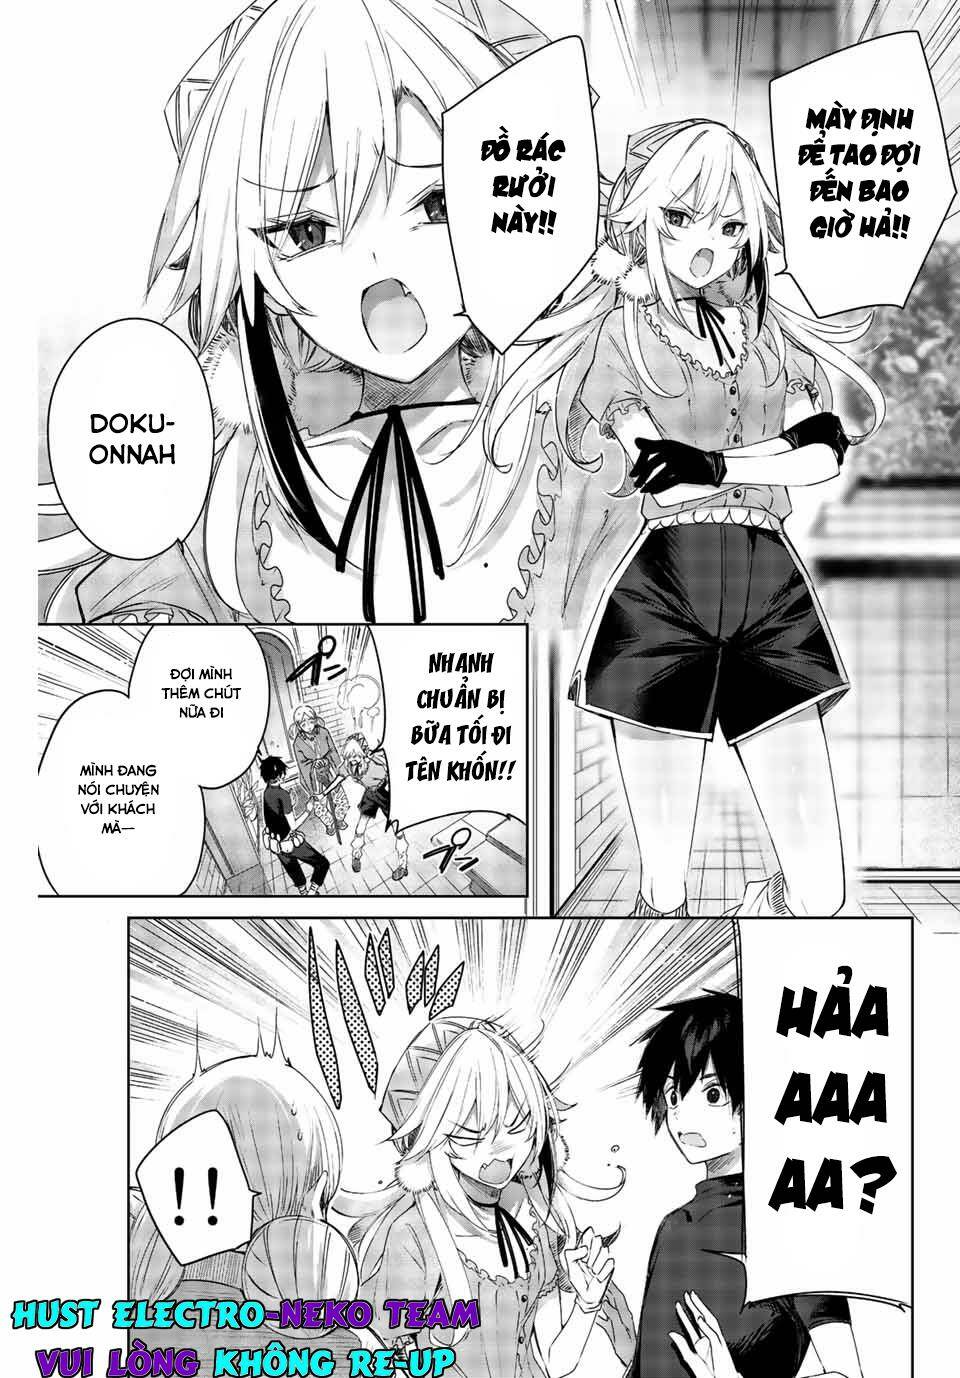 MÀY ĐỊNH
ĐỂ TAO ĐỢI
ĐẾN BAO
GIỜ HẢ!!
ĐỒ RÁC
RƯỞI
NÀY!!
DOKU-
ONNAH
NHANH
CHUẨN BỊ
BỮA TỐI ĐI
TÊN KHỐN!!
ĐỢI MÌNH
THÊM CHÚT
NỮA ĐI
MÌNH ĐANG
NÓI CHUYỆN
VỚI KHÁCH
MÀ—
HẢA
AAA
AA?
!!
HUST ELECTRO-NEKO TEAM
VUI LÒNG KHÔNG RE-UP